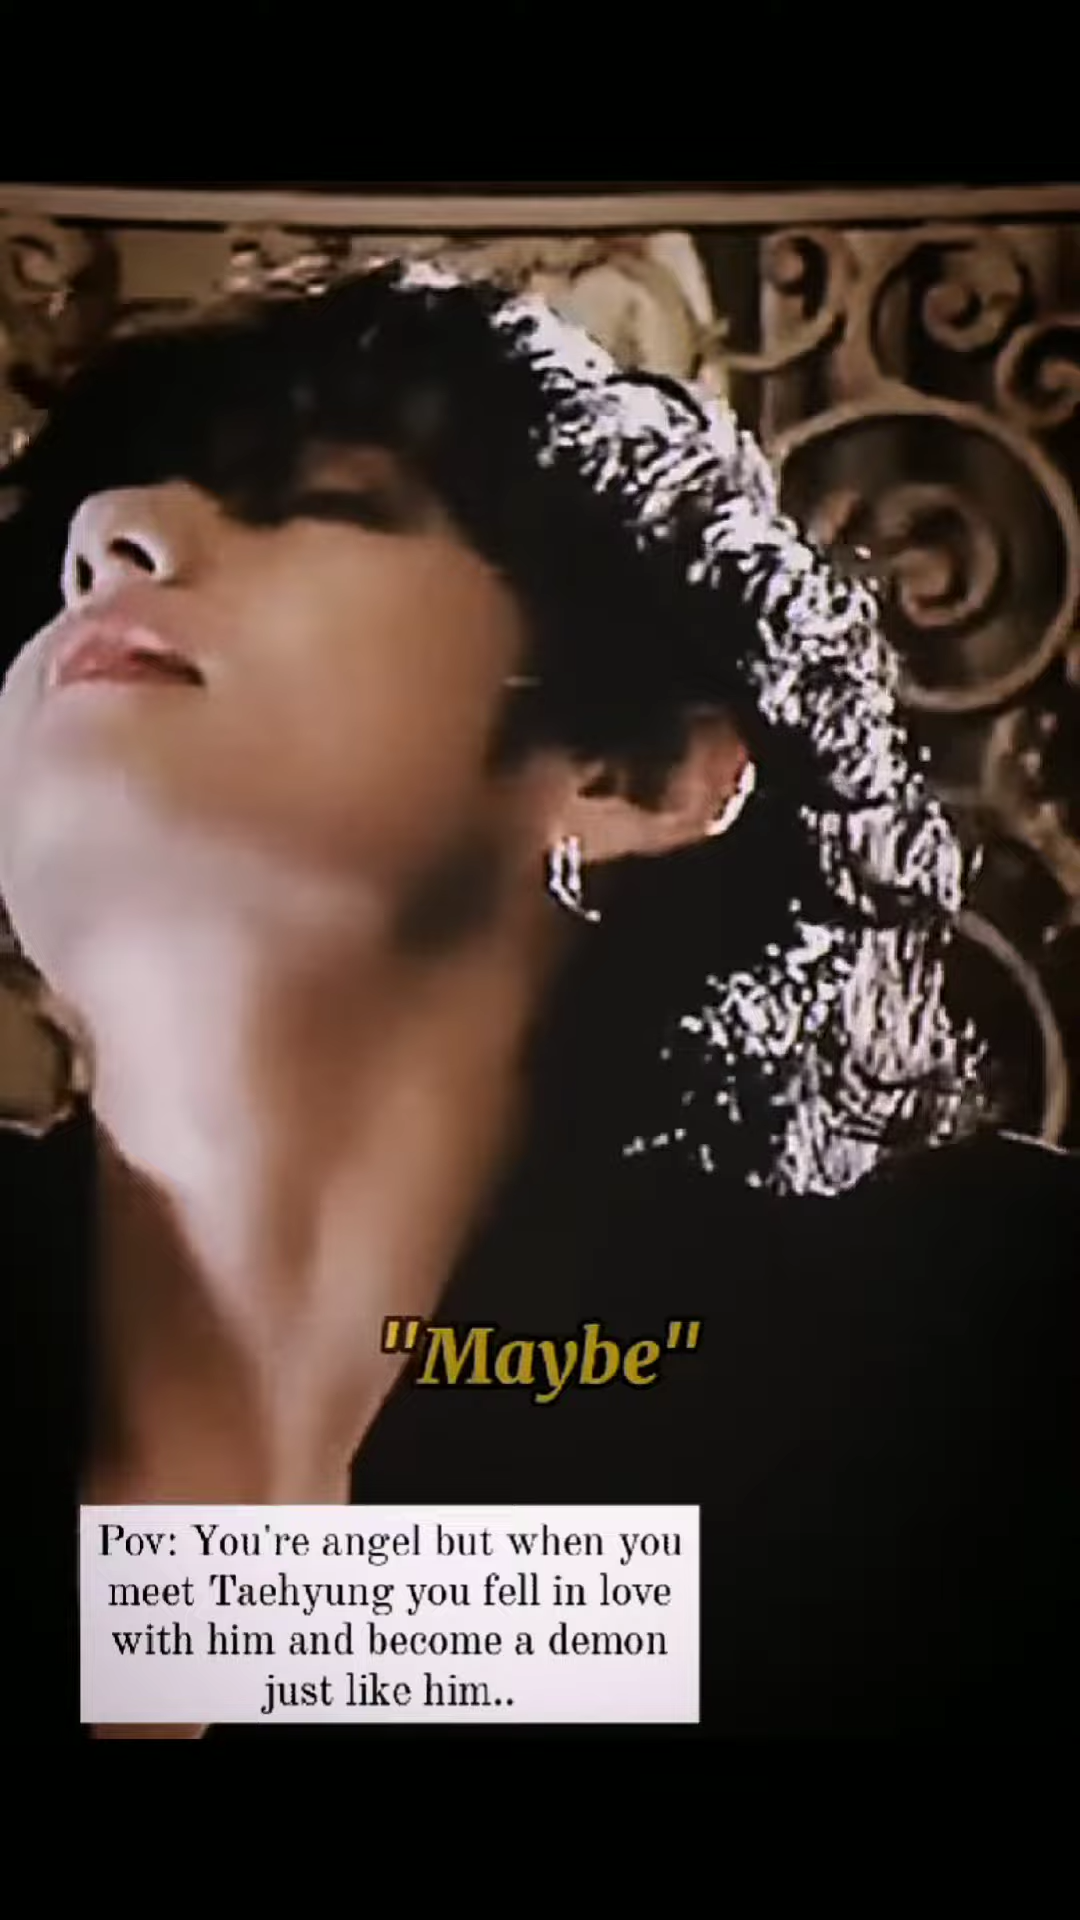 "Maybe"
Pov: You're angel but when you
meet Taehyung you fell in love
with him and become a demon
just like him..